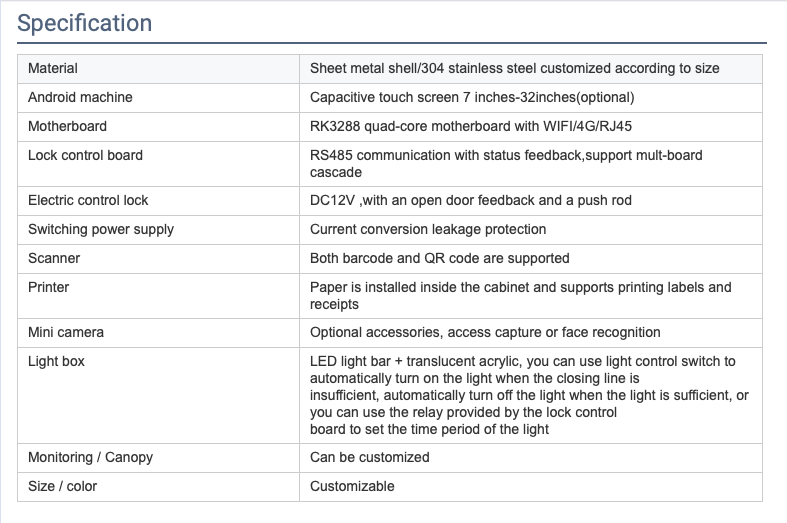 Specification
Material
Sheet metal shell/304 stainless steel customized according to size
Android machine
Capacitive touch screen 7 inches-32inches(optional)
Motherboard
RK3288 quad-core motherboard with WIFI/4G/RJ45
Lock control board
RS485 communication with status feedback,support mult-board
cascade
Electric control lock
DC12V ,with an open door feedback and a push rod
Switching power supply
Current conversion leakage protection
Scanner
Both barcode and QR code are supported
Printer
Paper is installed inside the cabinet and supports printing labels and
receipts
Mini camera
Optional accessories, access capture or face recognition
Light box
LED light bar + translucent acrylic, you can use light control switch to
automatically turn on the light when the closing line is
insufficient, automatically turn off the light when the light is sufficient, or
you can use the relay provided by the lock control
board to set the time period of the light
Monitoring / Canopy
Can be customized
Size / color
Customizable